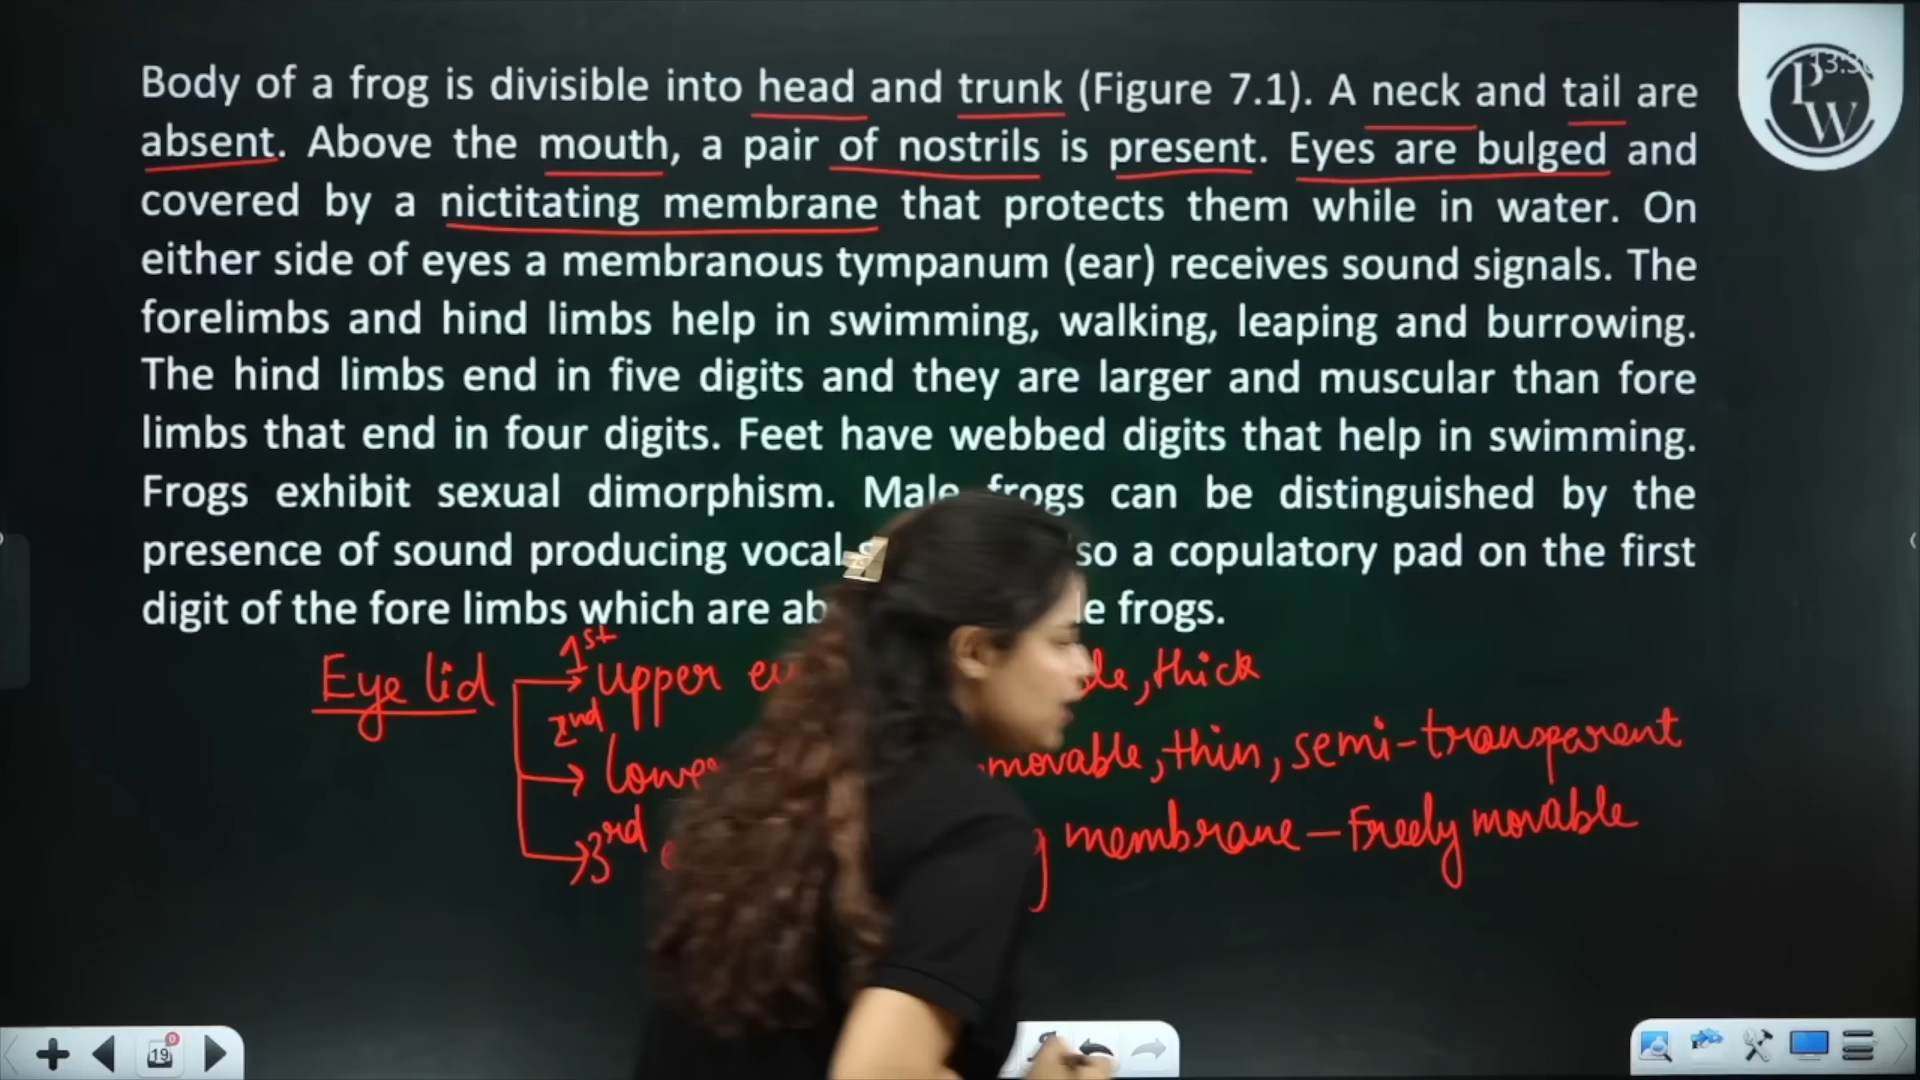 Body of a frog is divisible into head and trunk (Figure 7.1). A neck and tail are
absent. Above the mouth, a pair of nostrils is present. Eyes are bulged and
covered by a nictitating membrane that protects them while in water. On
either side of eyes a membranous tympanum (ear) receives sound signals. The
forelimbs and hind limbs help in swimming, walking, leaping and burrowing.
The hind limbs end in five digits and they are larger and muscular than fore
limbs that end in four digits. Feet have webbed digits that help in swimming.
Frogs exhibit sexual dimorphism. Male frogs can be distinguished by the
presence of sound producing vocal so a copulatory pad on the first
digit of the fore limbs which are frogs.
Eye lid 1st Upper , thick
2nd movable, thin, semi-transparent
3rd membrane - Freely movable
PW
19
0